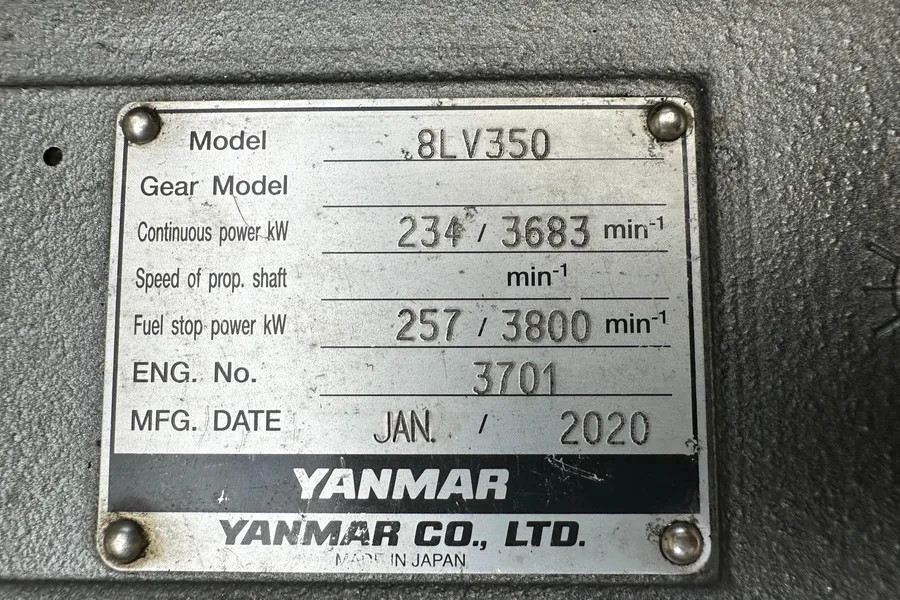 Model 8LV350
Gear Model
Continuous power kW 234 / 3683 min-1
Speed of prop. shaft min-1
Fuel stop power kW 257 / 3800 min-1
ENG. No. 3701
MFG. DATE JAN. / 2020
YANMAR
YANMAR CO., LTD.
MADE IN JAPAN